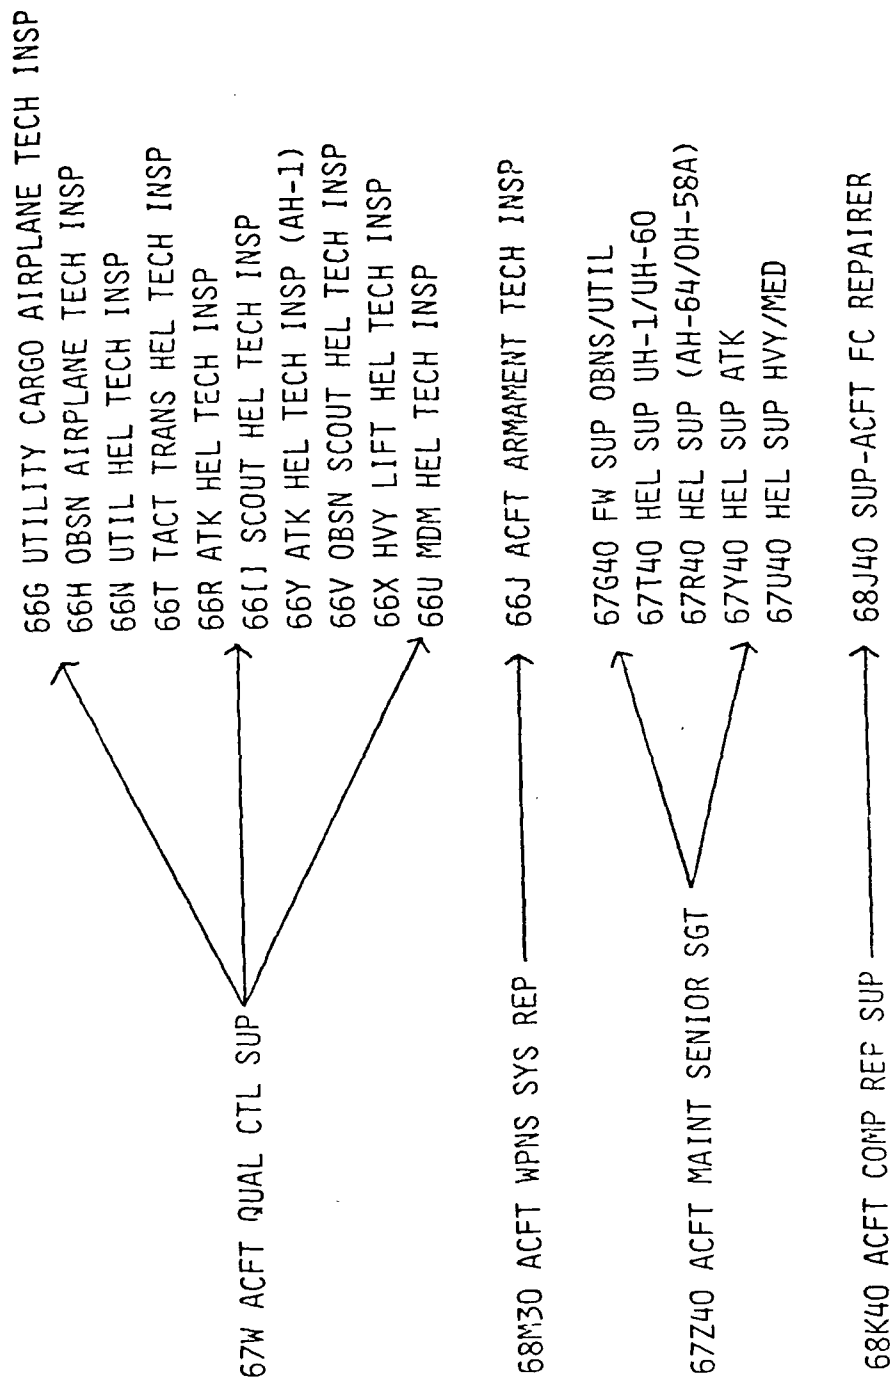 67W ACFT QUAL CTL SUP
66G UTILITY CARGO AIRPLANE TECH INSP
66H OBSN AIRPLANE TECH INSP
66N UTIL HEL TECH INSP
66T TACT TRANS HEL TECH INSP
66R ATK HEL TECH INSP
66[] SCOUT HEL TECH INSP
66Y ATK HEL TECH INSP (AH-1)
66V OBSN SCOUT HEL TECH INSP
66X HVY LIFT HEL TECH INSP
66U MDM HEL TECH INSP
68M30 ACFT WPNS SYS REP
66J ACFT ARMAMENT TECH INSP
67Z40 ACFT MAINT SENIOR SGT
67G40 FW SUP OBNS/UTIL
67T40 HEL SUP UH-1/UH-60
67R40 HEL SUP (AH-64/OH-58A)
67Y40 HEL SUP ATK
67U40 HEL SUP HVY/MED
68K40 ACFT COMP REP SUP
68J40 SUP-ACFT FC REPAIRER